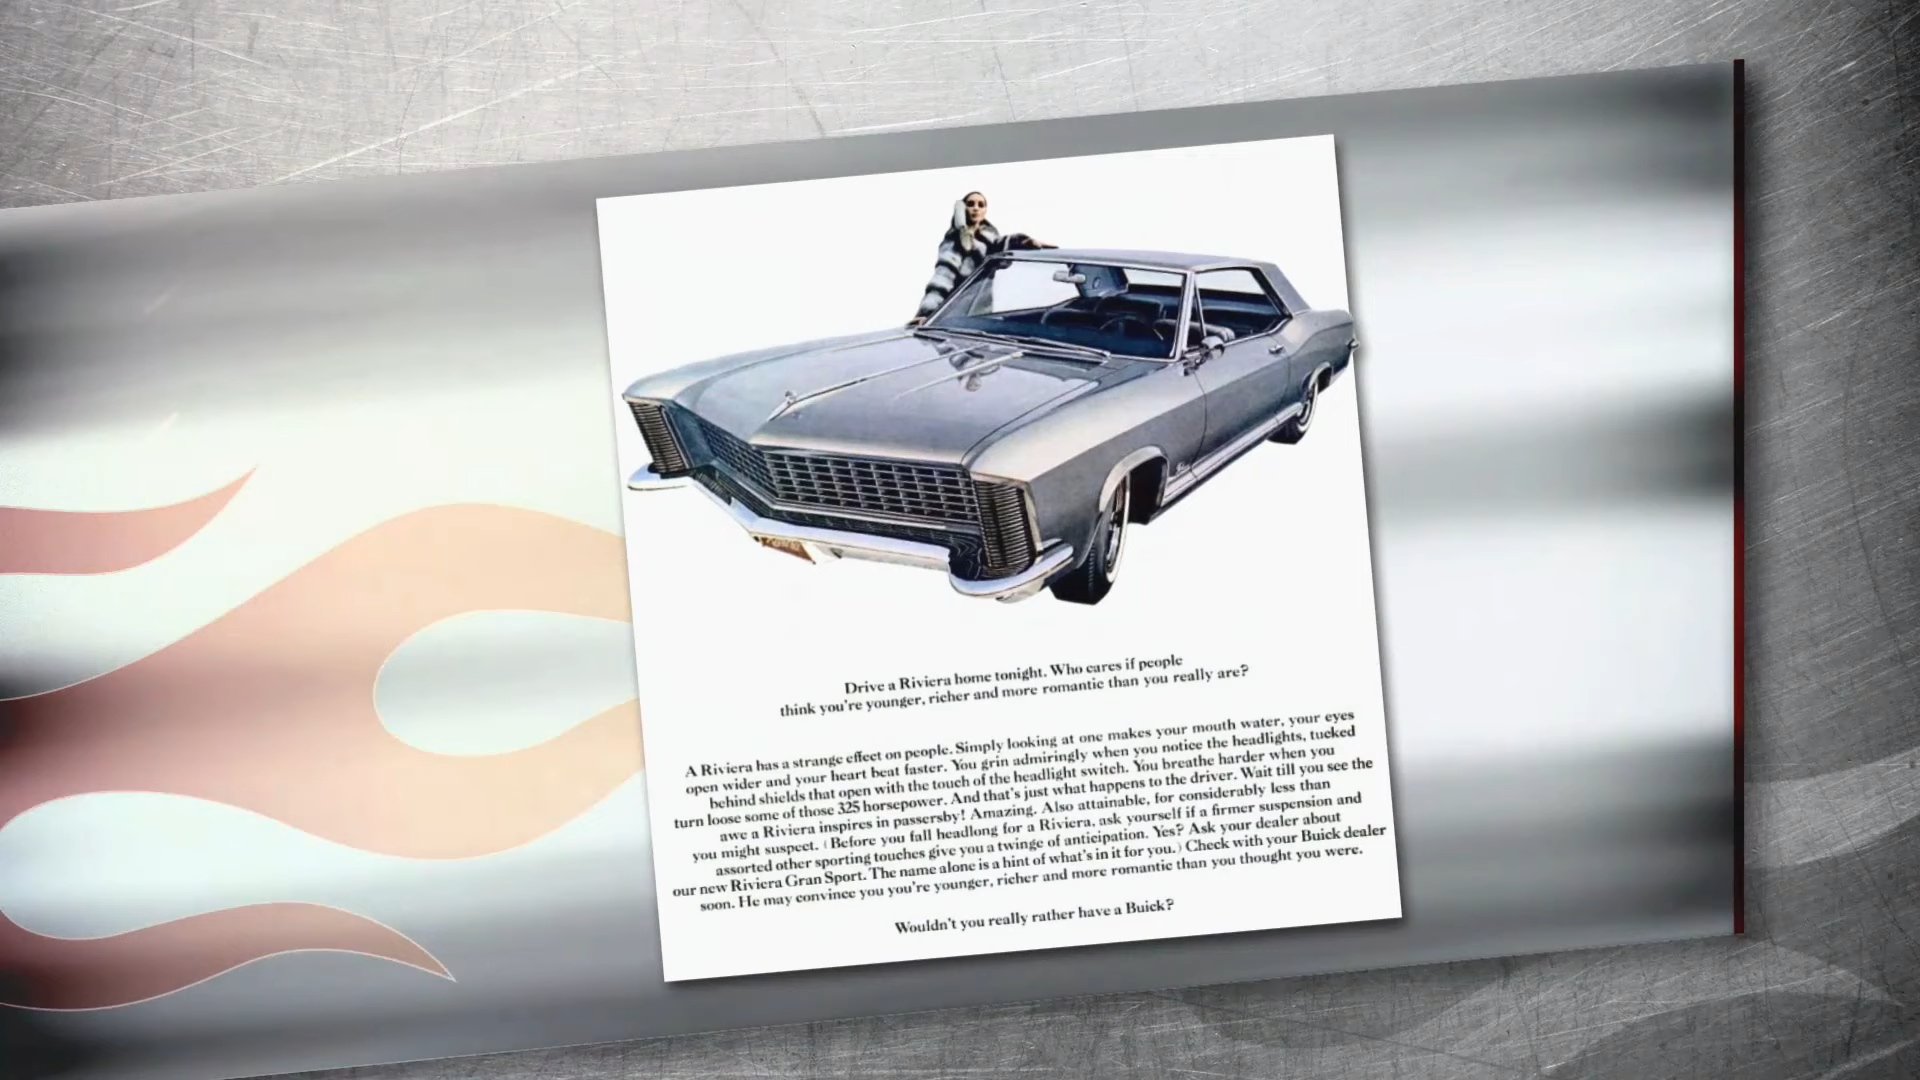 Drive a Riviera home tonight. Who cares if people
think you're younger, richer and more romantic than you really are?
A Riviera has a strange effect on people. Simply looking at one makes your mouth water, your eyes
open wider and your heart beat faster. You grin admiringly when you notice the headlights, tucked
behind shields that open with the touch of the headlight switch. You breathe harder when you
turn loose some of those 325 horsepower. And that's just what happens to the driver. Wait till you see the
awe a Riviera inspires in passersby! Amazing. Also attainable, for considerably less than
you might suspect. (Before you fall headlong for a Riviera, ask yourself if a firmer suspension and
assorted other sporting touches give you a twinge of anticipation. Yes? Ask your dealer about
our new Riviera Gran Sport. The name alone is a hint of what's in it for you.) Check with your Buick dealer
soon. He may convince you you're younger, richer and more romantic than you thought you were.
Wouldn't you really rather have a Buick?